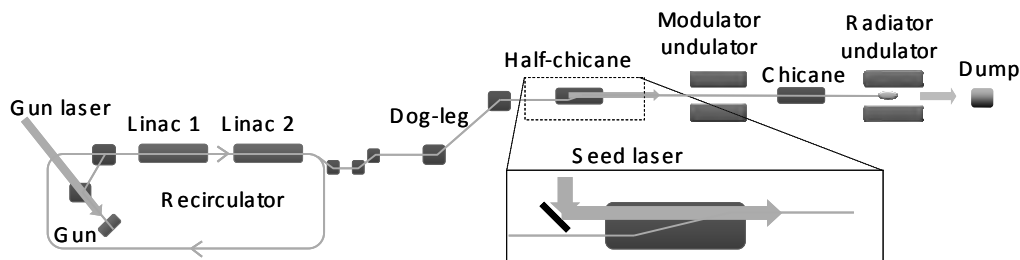 Modulator
undulator
Radiator
undulator
Half-chicane
Chicane
Dump
Gun laser
Linac 1
Linac 2
Dog-leg
Seed laser
Recirculator
Gun